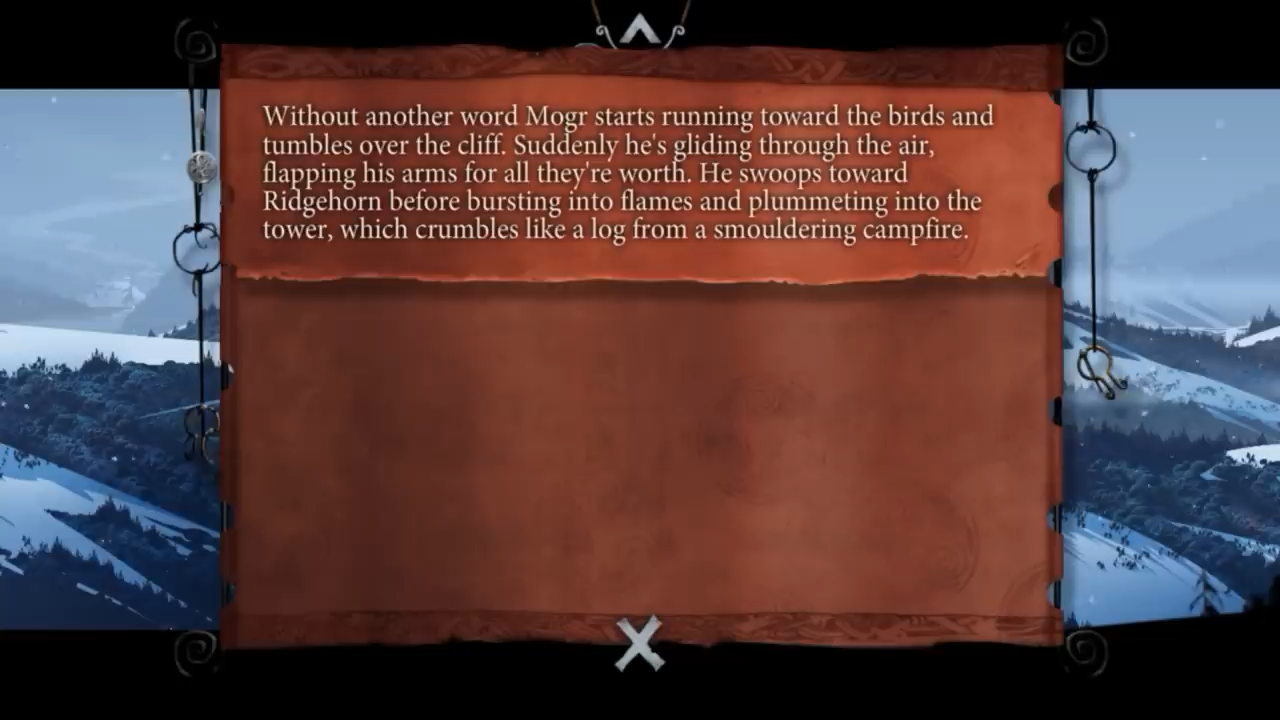 Without another word Mogr starts running toward the birds and
tumbles over the cliff. Suddenly he's gliding through the air,
flapping his arms for all they're worth. He swoops toward
Ridgehorn before bursting into flames and plummeting into the
tower, which crumbles like a log from a smouldering campfire.